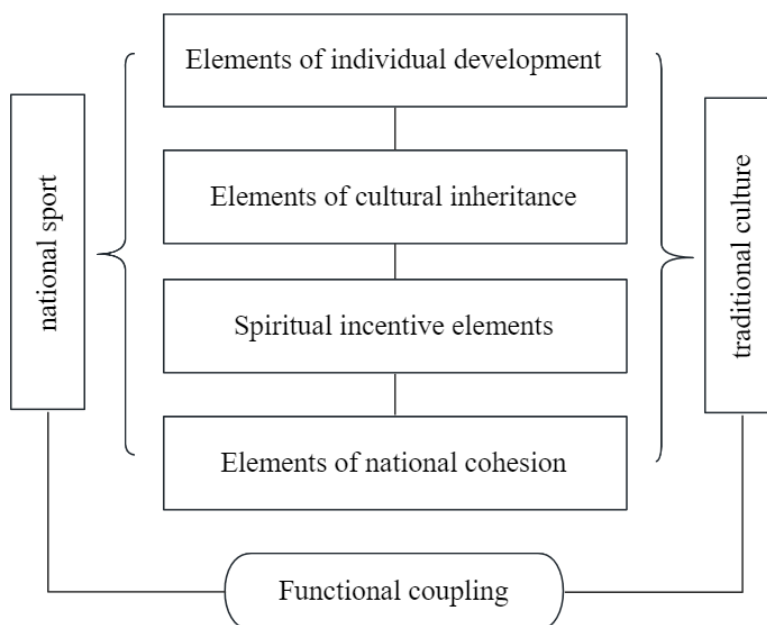 Elements of individual development
national sport
Elements of cultural inheritance
Spiritual incentive elements
Elements of national cohesion
traditional culture
Functional coupling